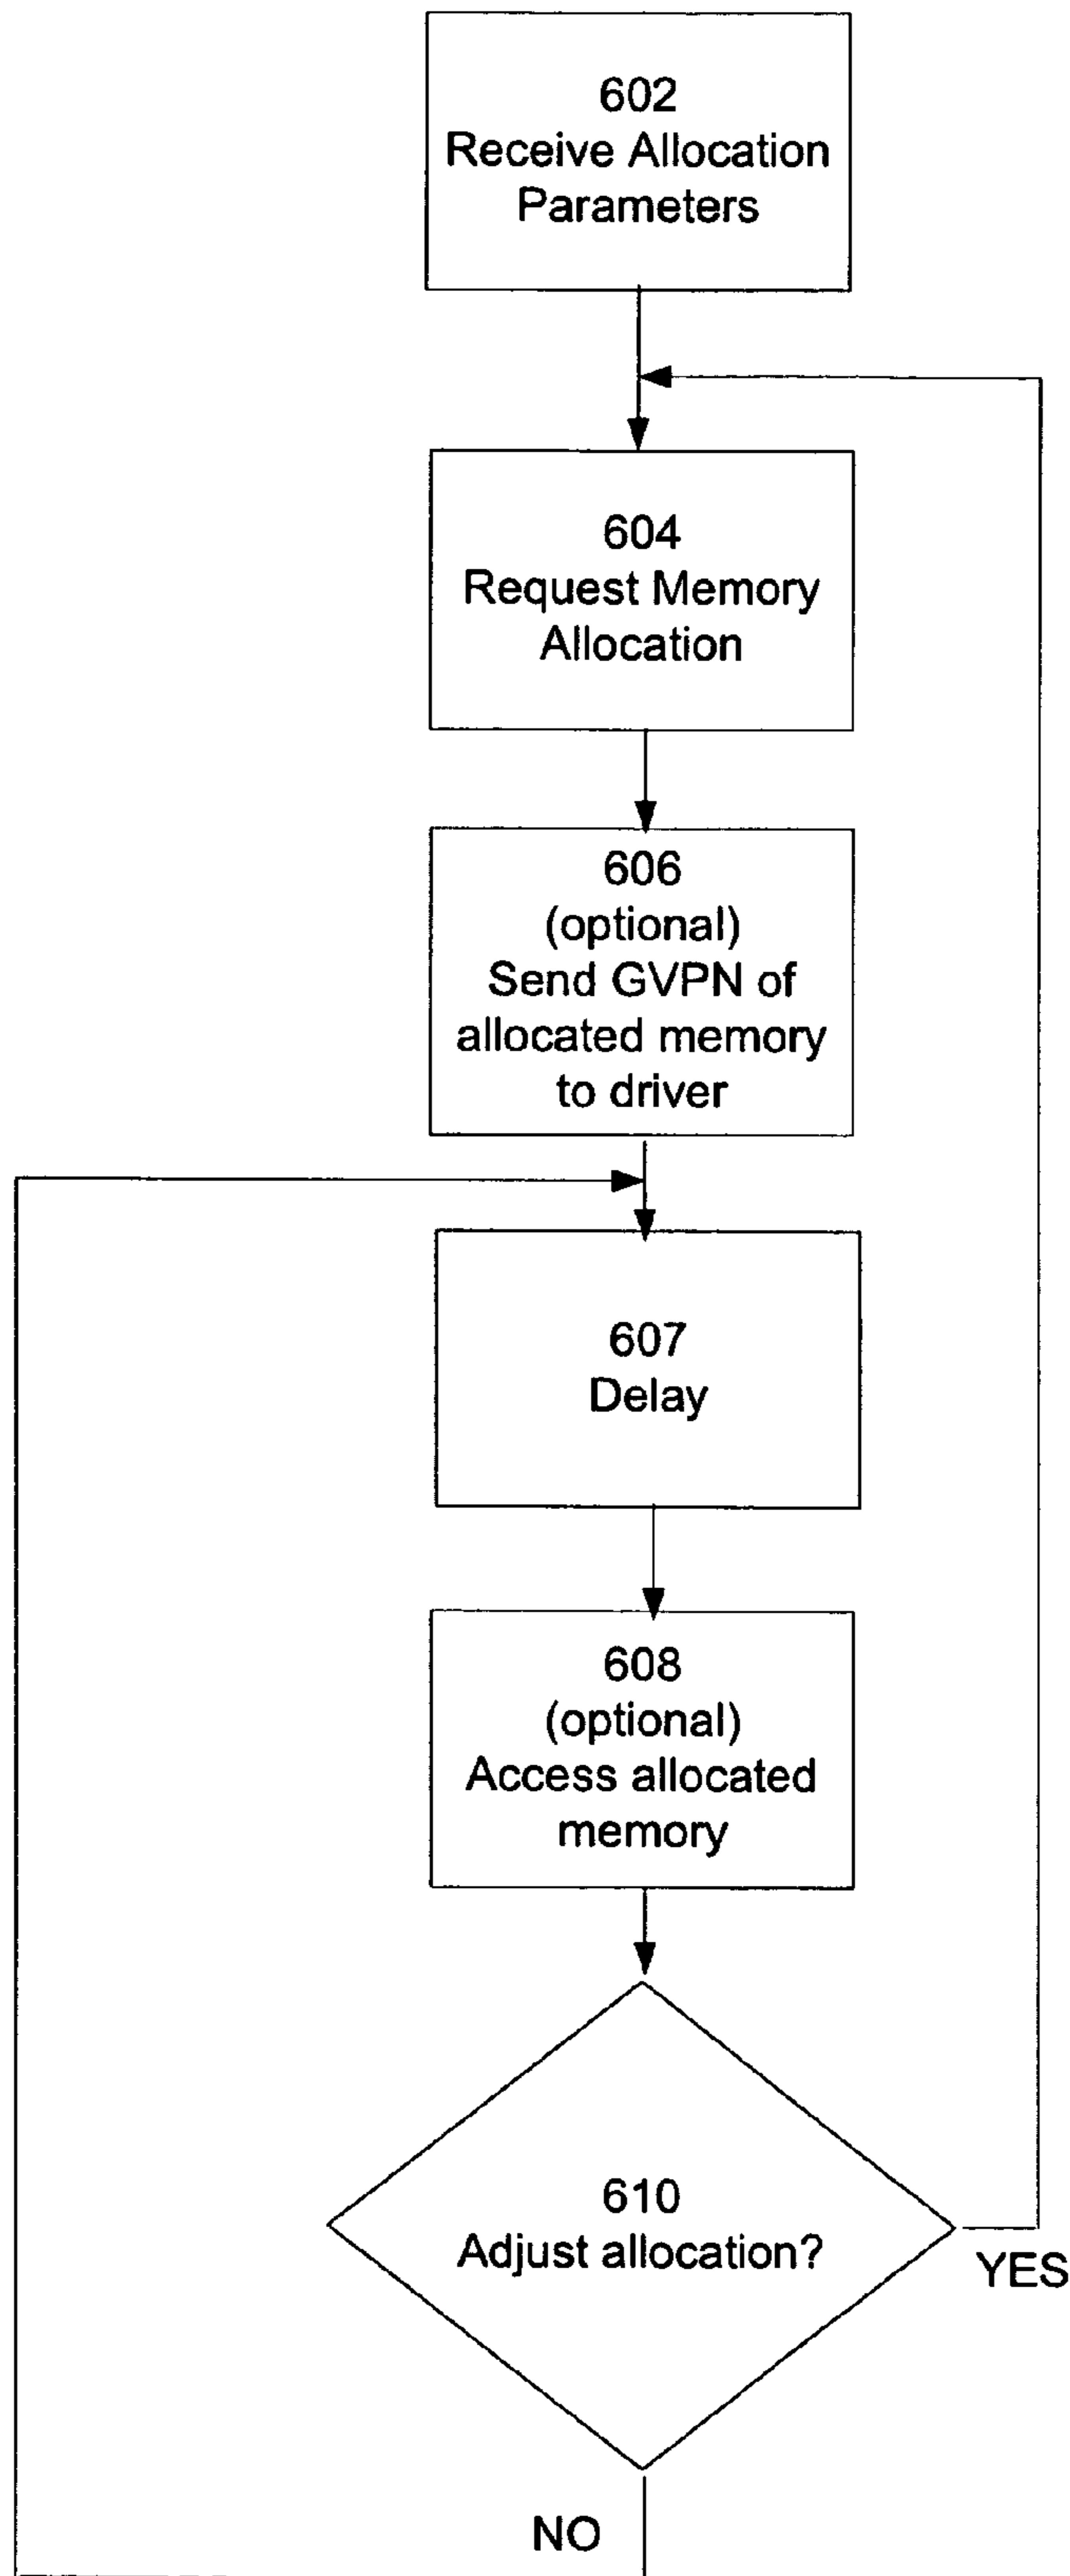 602
Receive Allocation
Parameters
604
Request Memory
Allocation
606
(optional)
Send GVPN of
allocated memory
to driver
607
Delay
608
(optional)
Access allocated
memory
610
Adjust allocation?
YES
NO